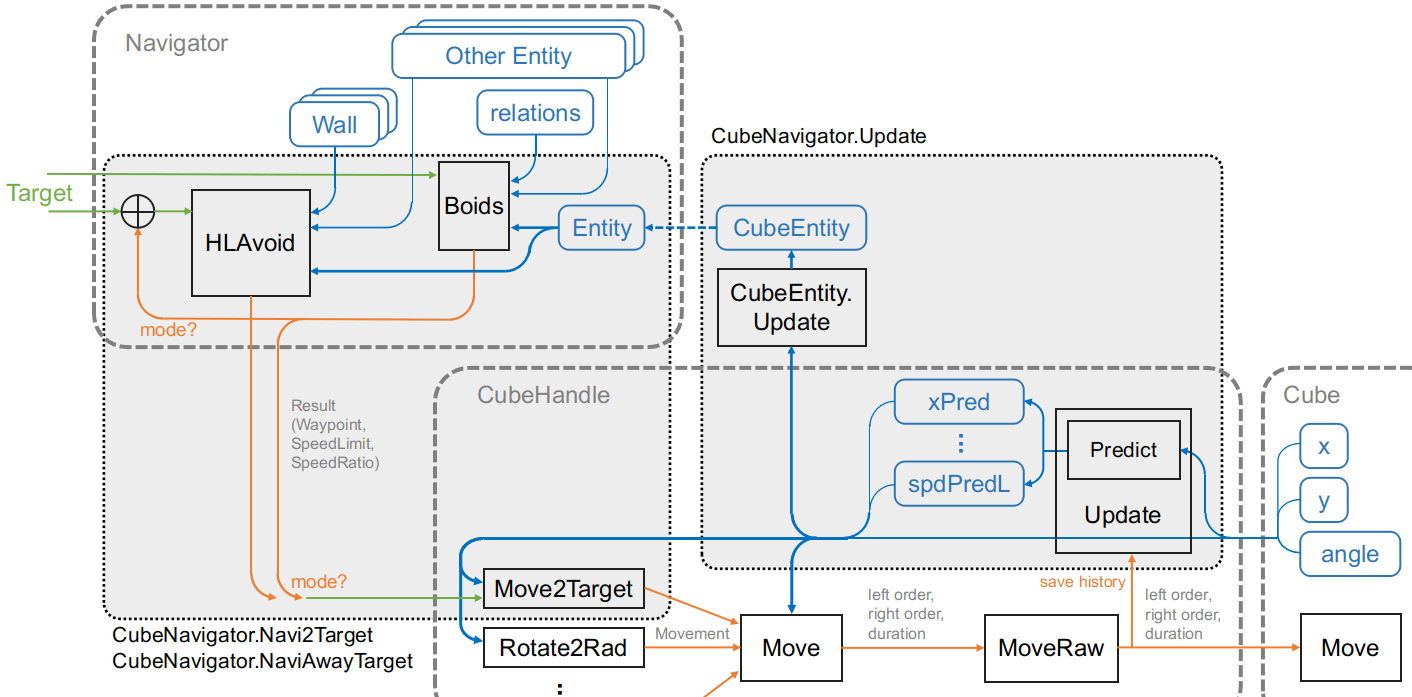 Navigator
Other Entity
relations
Wall
CubeNavigator.Update
Target
Boids
HLAvoid
Entity
CubeEntity
CubeEntity.
Update
mode?
CubeHandle
Cube
Result
(Waypoint,
SpeedLimit,
SpeedRatio)
xPred
⋮
spdPredL
Predict
Update
x
y
angle
mode?
Move2Target
save history
left order,
right order,
duration
left order,
right order,
duration
CubeNavigator.Navi2Target
CubeNavigator.NaviAwayTarget
Rotate2Rad
Movement
Move
MoveRaw
Move
: